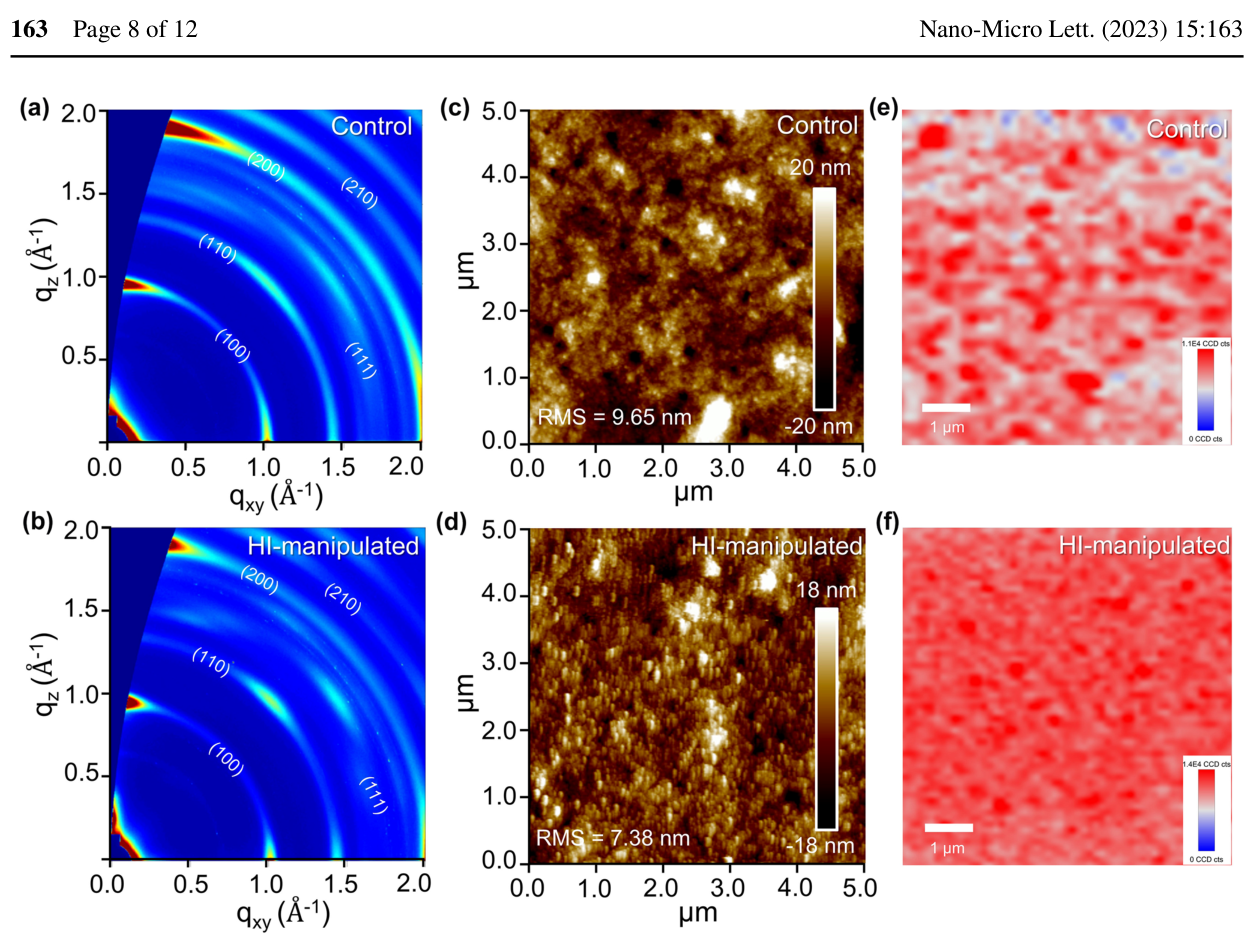 163 Page 8 of 12
Nano-Micro Lett. (2023) 15:163
(a)
Control
(200)
(210)
(110)
(100)
(111)
2.0
1.5
1.0
0.5
0.0 0.5 1.0 1.5 2.0
qz (Å-1)
qxy (Å-1)
(c)
Control
20 nm
-20 nm
RMS = 9.65 nm
5.0
4.0
3.0
2.0
1.0
0.0
0.0 1.0 2.0 3.0 4.0 5.0
µm
µm
(e)
Control
1.1E4 CCD cts
0 CCD cts
1 µm
(b)
HI-manipulated
(200)
(210)
(110)
(100)
(111)
2.0
1.5
1.0
0.5
0.0 0.5 1.0 1.5 2.0
qz (Å-1)
qxy (Å-1)
(d)
HI-manipulated
18 nm
-18 nm
RMS = 7.38 nm
5.0
4.0
3.0
2.0
1.0
0.0
0.0 1.0 2.0 3.0 4.0 5.0
µm
µm
(f)
HI-manipulated
1.4E4 CCD cts
0 CCD cts
1 µm